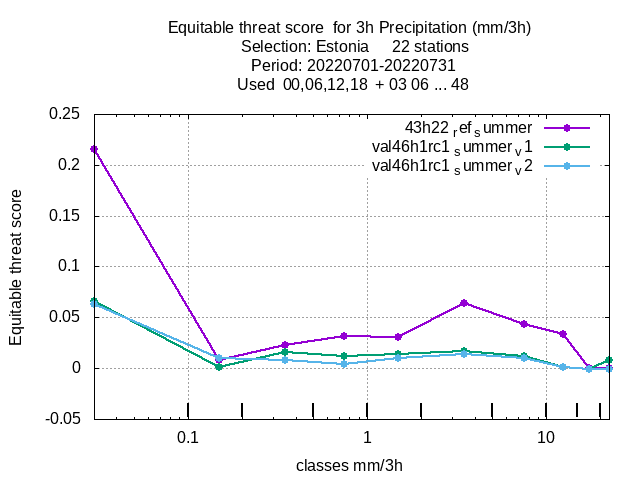 Equitable threat score  for 3h Precipitation (mm/3h)
Selection: Estonia     22 stations
Period: 20220701-20220731
Used  00,06,12,18  + 03 06 ... 48
0.25
0.2
0.15
0.1
0.05
0
-0.05
Equitable threat score
43h22 ref summer
val46h1rc1 summer v1
val46h1rc1 summer v2
0.1 1 10
classes mm/3h